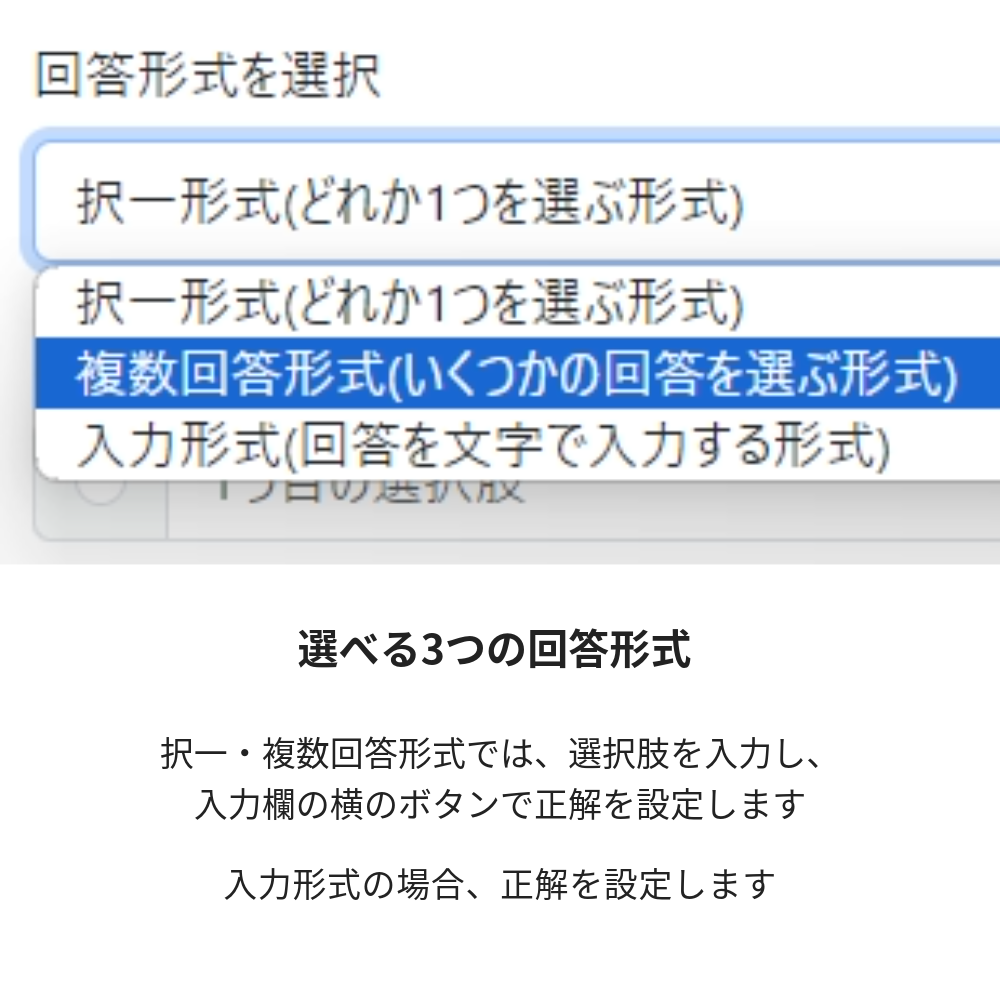 回答形式を選択
択一形式(どれか1つを選ぶ形式)
択一形式(どれか1つを選ぶ形式)
複数回答形式(いくつかの回答を選ぶ形式)
入力形式(回答を文字で入力する形式)
1つ目の選択肢
選べる3つの回答形式
択一・複数回答形式では、選択肢を入力し、
入力欄の横のボタンで正解を設定します
入力形式の場合、正解を設定します